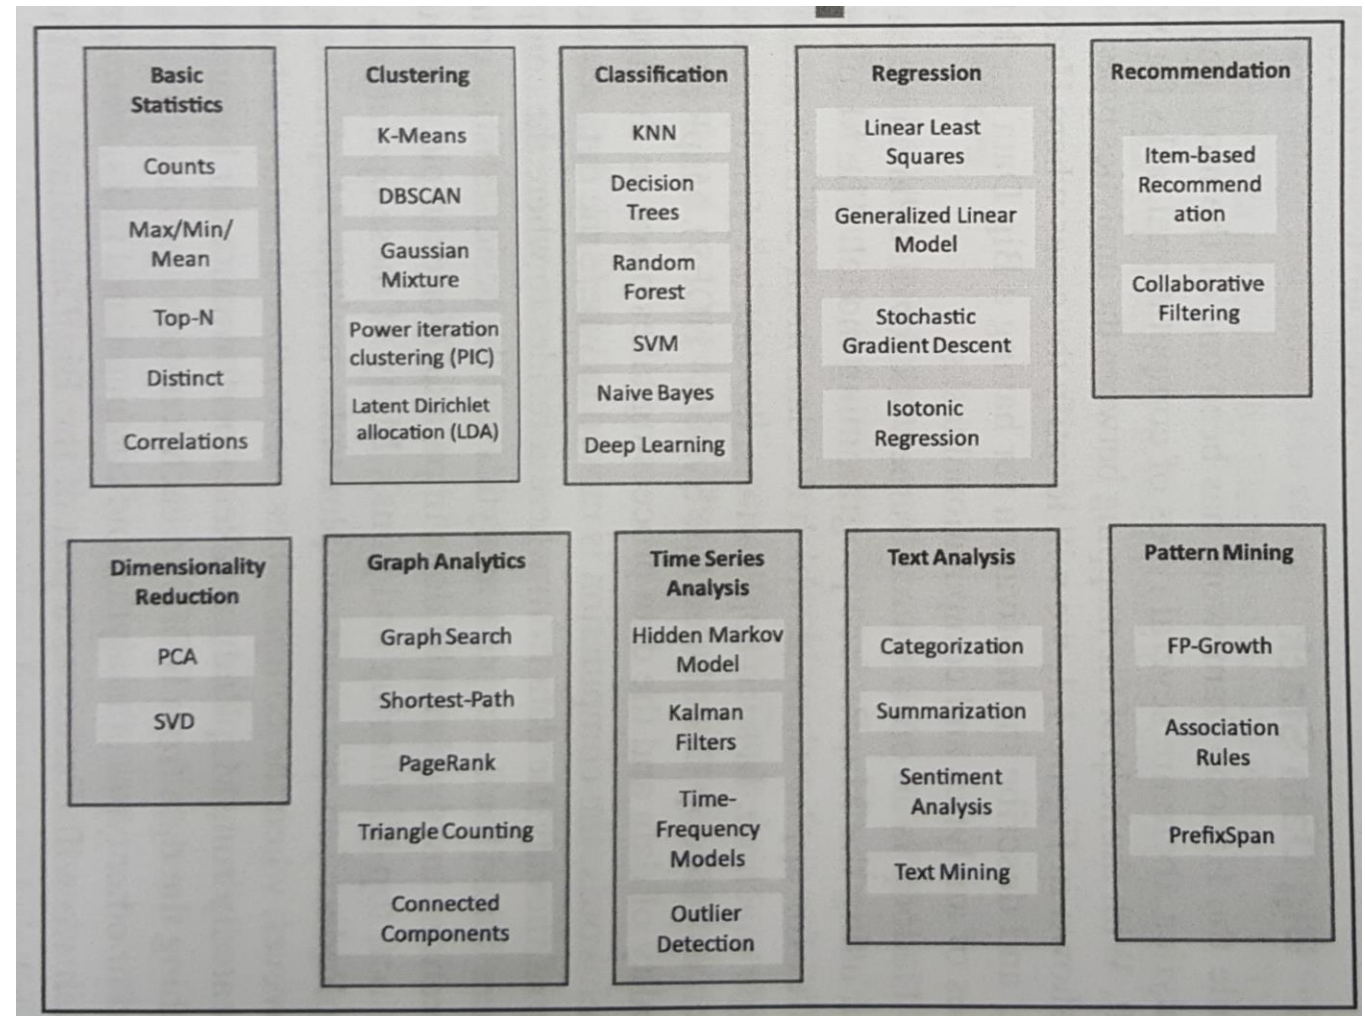 Basic
Statistics
Counts
Max/Min/
Mean
Top-N
Distinct
Correlations
Clustering
K-Means
DBSCAN
Gaussian
Mixture
Power iteration
clustering (PIC)
Latent Dirichlet
allocation (LDA)
Classification
KNN
Decision
Trees
Random
Forest
SVM
Naive Bayes
Deep Learning
Regression
Linear Least
Squares
Generalized Linear
Model
Stochastic
Gradient Descent
Isotonic
Regression
Recommendation
Item-based
Recommend
ation
Collaborative
Filtering
Dimensionality
Reduction
PCA
SVD
Graph Analytics
Graph Search
Shortest-Path
PageRank
Triangle Counting
Connected
Components
Time Series
Analysis
Hidden Markov
Model
Kalman
Filters
Time-
Frequency
Models
Outlier
Detection
Text Analysis
Categorization
Summarization
Sentiment
Analysis
Text Mining
Pattern Mining
FP-Growth
Association
Rules
PrefixSpan